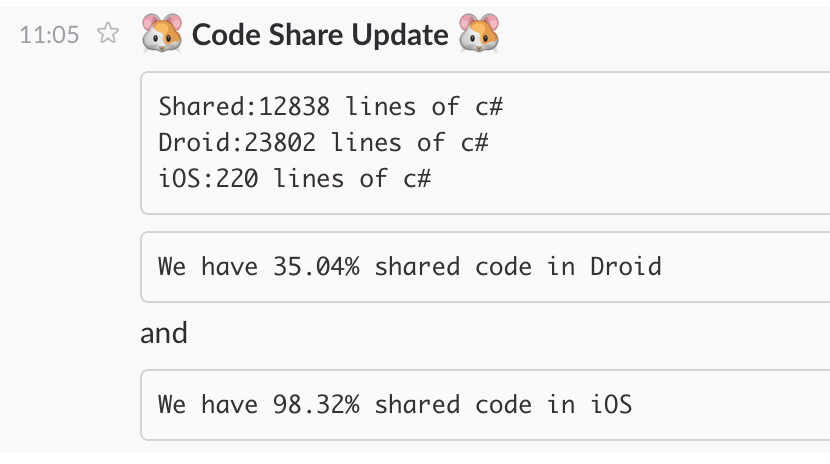 11:05 Code Share Update
Shared:12838 lines of c#
Droid:23802 lines of c#
iOS:220 lines of c#
We have 35.04% shared code in Droid
and
We have 98.32% shared code in iOS